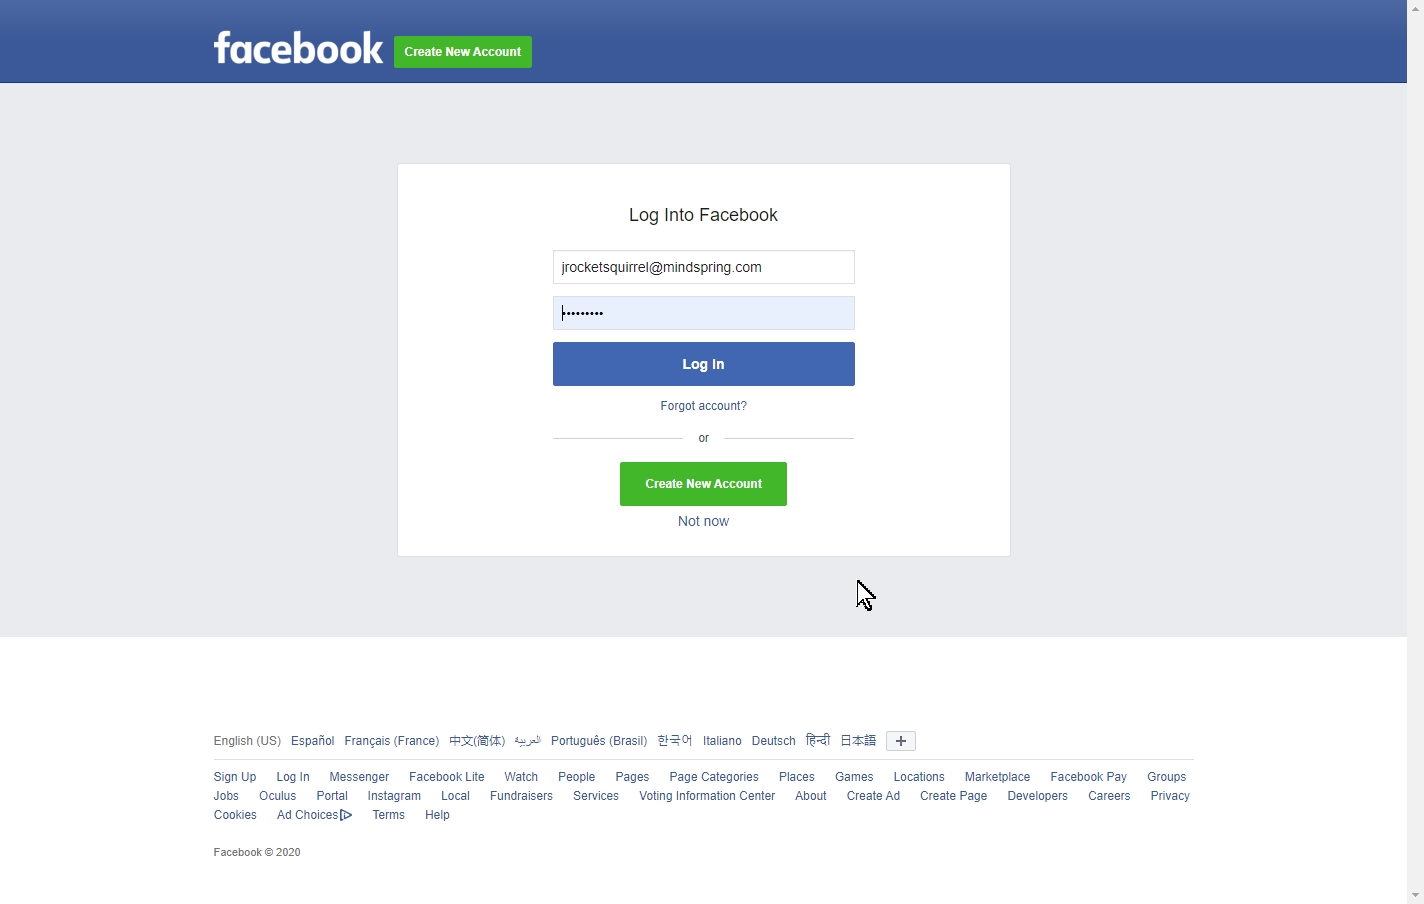 facebook Create New Account
Log Into Facebook
jrocketsquirrel@mindspring.com
•••••••••
Log In
Forgot account?
or
Create New Account
Not now
English (US) Español Français (France) 中文(简体) العربية Português (Brasil) 한국어 Italiano Deutsch हिन्दी 日本語 +
Sign Up Log In Messenger Facebook Lite Watch People Pages Page Categories Places Games Locations Marketplace Facebook Pay Groups
Jobs Oculus Portal Instagram Local Fundraisers Services Voting Information Center About Create Ad Create Page Developers Careers Privacy
Cookies Ad Choices Terms Help
Facebook © 2020